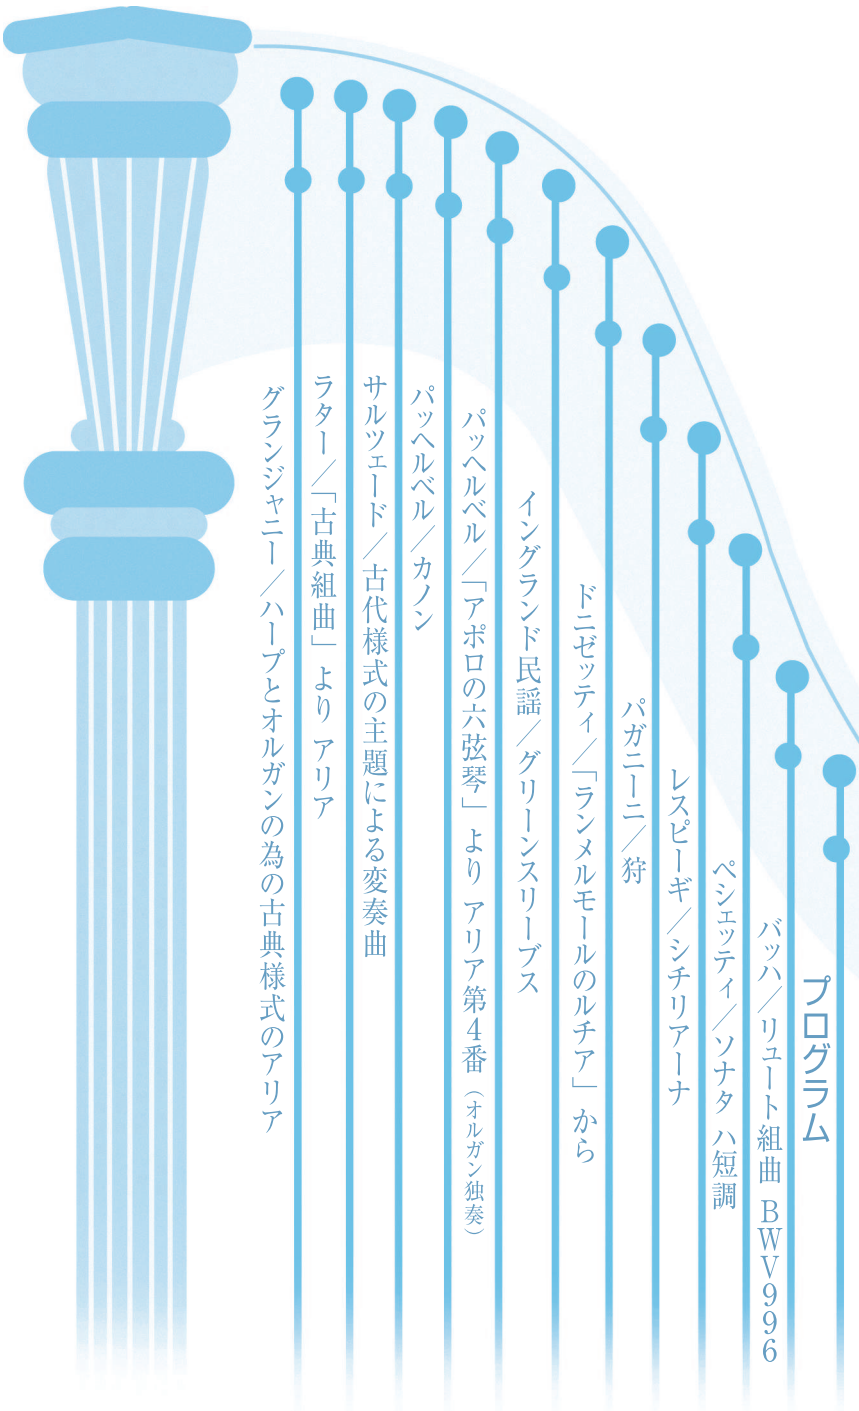 プログラム
バッハ／リュート組曲 BWV996
ペシェッティ／ソナタ ハ短調
レスピーギ／シチリアーナ
パガニーニ／狩
ドニゼッティ／「ランメルモールのルチア」から
イングランド民謡／グリーンスリーブス
パッヘルベル／「アポロの六弦琴」より アリア第4番（オルガン独奏）
パッヘルベル／カノン
サルツェード／古代様式の主題による変奏曲
ラター／「古典組曲」より アリア
グランジャニー／ハープとオルガンの為の古典様式のアリア